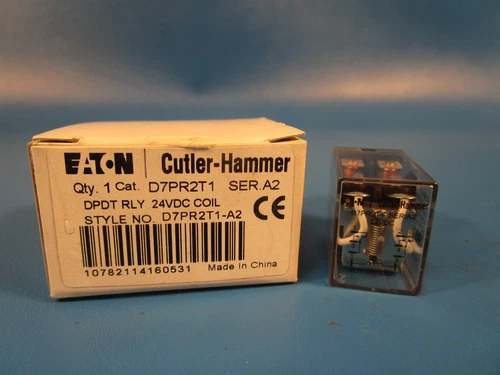 EATON Cutler-Hammer
Qty. 1 Cat. D7PR2T1 SER.A2
DPDT RLY 24VDC COIL
STYLE NO. D7PR2T1-A2 CE
10782114160531 Made in China